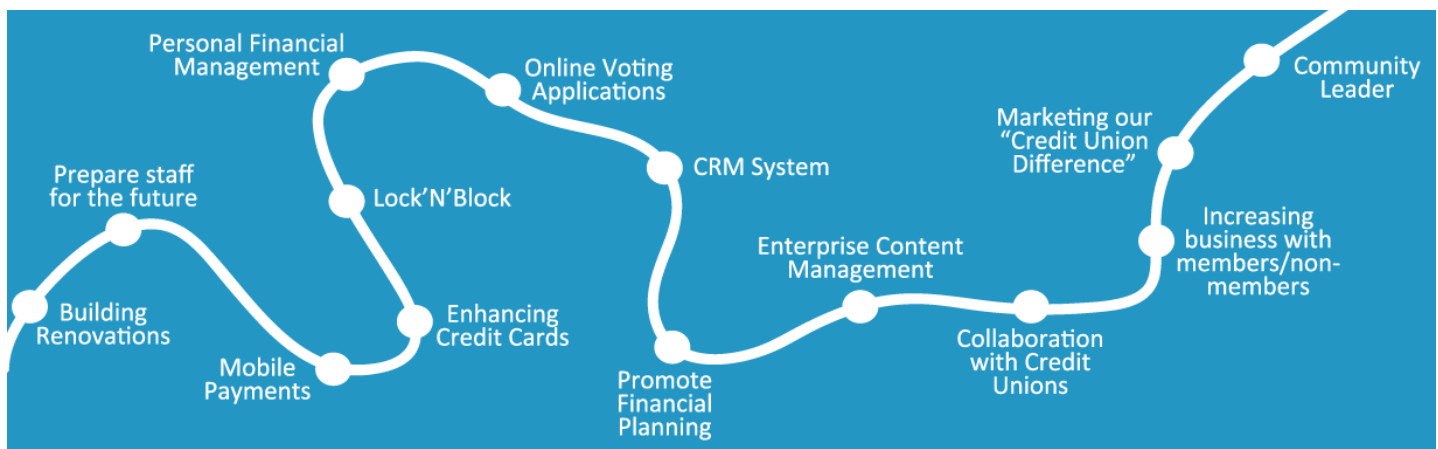 Building
Renovations
Prepare staff
for the future
Mobile
Payments
Enhancing
Credit Cards
Lock'N'Block
Personal Financial
Management
Online Voting
Applications
CRM System
Promote
Financial
Planning
Enterprise Content
Management
Collaboration
with Credit
Unions
Increasing
business with
members/non-
members
Marketing our
“Credit Union
Difference”
Community
Leader